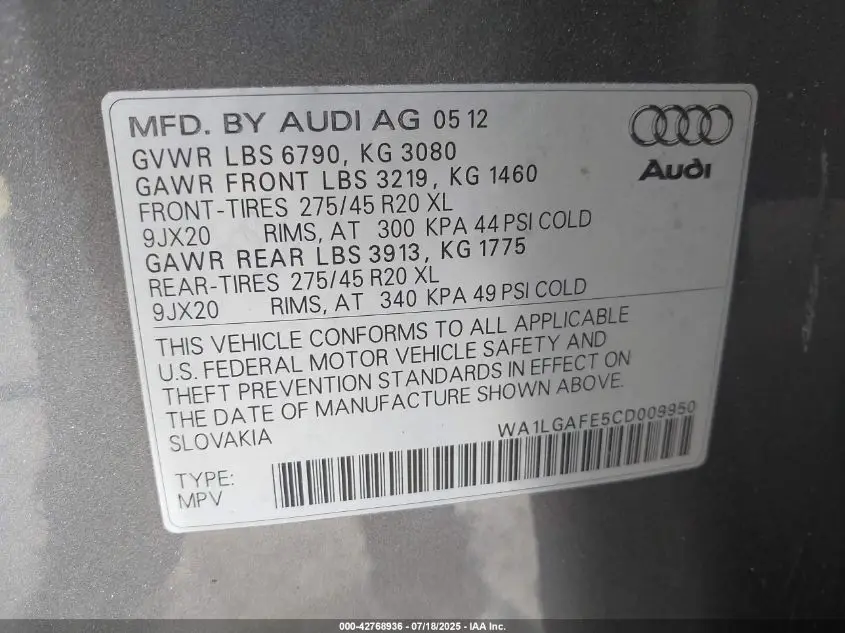 MFD. BY AUDI AG 05 12
Audi
GVWR LBS 6790, KG 3080
GAWR FRONT LBS 3219, KG 1460
FRONT-TIRES 275/45 R20 XL
9JX20 RIMS, AT 300 KPA 44 PSI COLD
GAWR REAR LBS 3913, KG 1775
REAR-TIRES 275/45 R20 XL
9JX20 RIMS, AT 340 KPA 49 PSI COLD
THIS VEHICLE CONFORMS TO ALL APPLICABLE
U.S. FEDERAL MOTOR VEHICLE SAFETY AND
THEFT PREVENTION STANDARDS IN EFFECT ON
THE DATE OF MANUFACTURE SHOWN ABOVE.
SLOVAKIA WA1LGAFE5CD009950
TYPE:
MPV
000-42768936 - 07/18/2025 - IAA Inc.